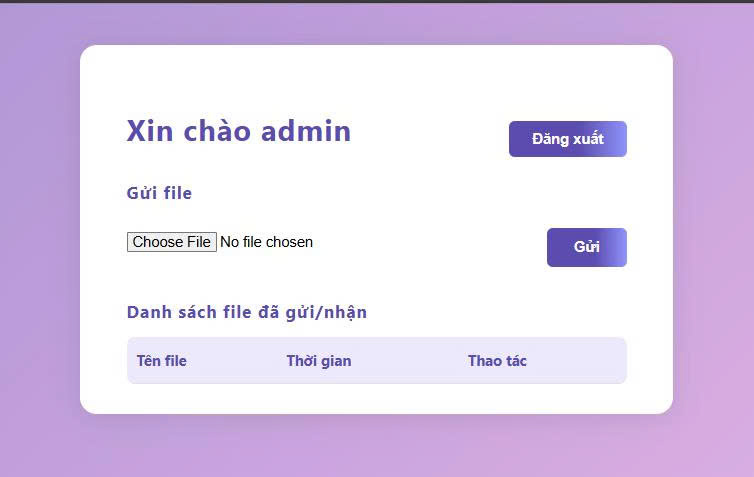 Xin chào admin
Đăng xuất
Gửi file
Choose File No file chosen
Gửi
Danh sách file đã gửi/nhận
Tên file Thời gian Thao tác